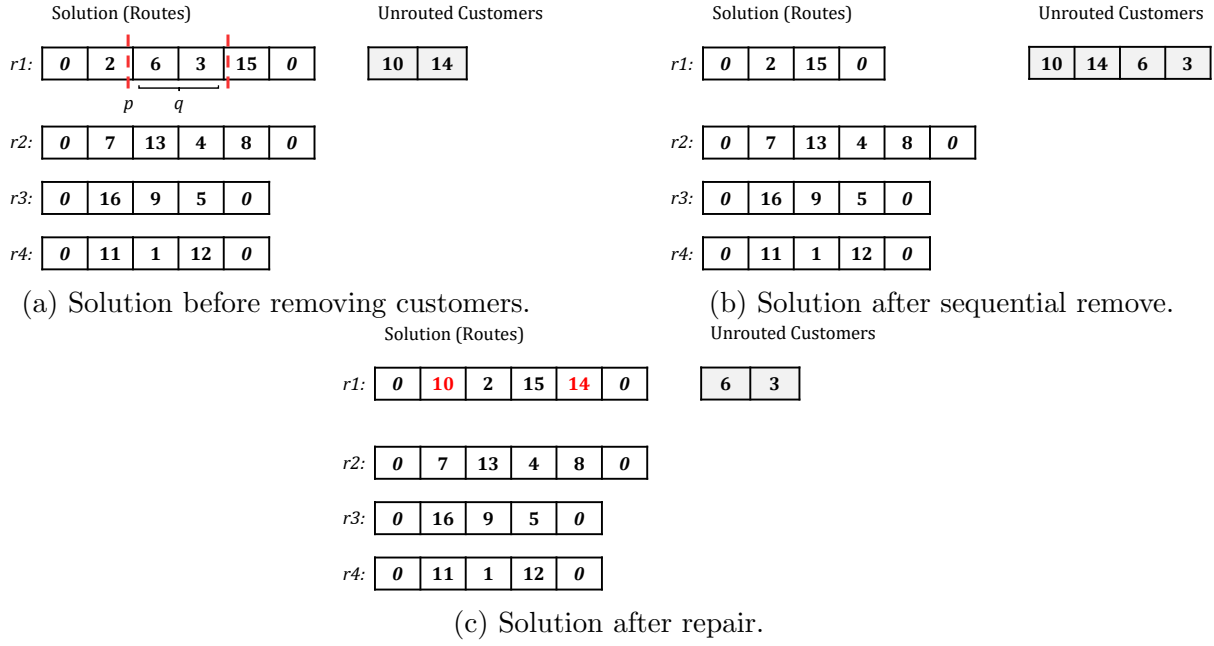 Solution (Routes) Unrouted Customers
r1: 0 2 6 3 15 0 10 14
p q
r2: 0 7 13 4 8 0
r3: 0 16 9 5 0
r4: 0 11 1 12 0
(a) Solution before removing customers.
Solution (Routes) Unrouted Customers
r1: 0 2 15 0 10 14 6 3
r2: 0 7 13 4 8 0
r3: 0 16 9 5 0
r4: 0 11 1 12 0
(b) Solution after sequential remove.
Solution (Routes) Unrouted Customers
r1: 0 10 2 15 14 0 6 3
r2: 0 7 13 4 8 0
r3: 0 16 9 5 0
r4: 0 11 1 12 0
(c) Solution after repair.